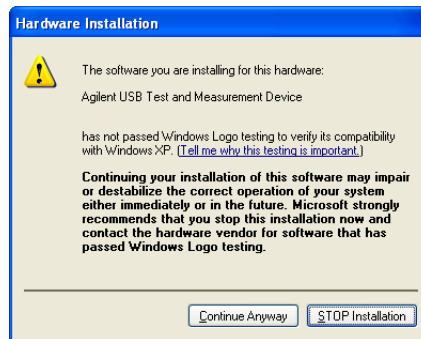 Hardware Installation
The software you are installing for this hardware:
Agilent USB Test and Measurement Device
has not passed Windows Logo testing to verify its compatibility
with Windows XP. (Tell me why this testing is important.)
Continuing your installation of this software may impair
or destabilize the correct operation of your system
either immediately or in the future. Microsoft strongly
recommends that you stop this installation now and
contact the hardware vendor for software that has
passed Windows Logo testing.
Continue Anyway
STOP Installation